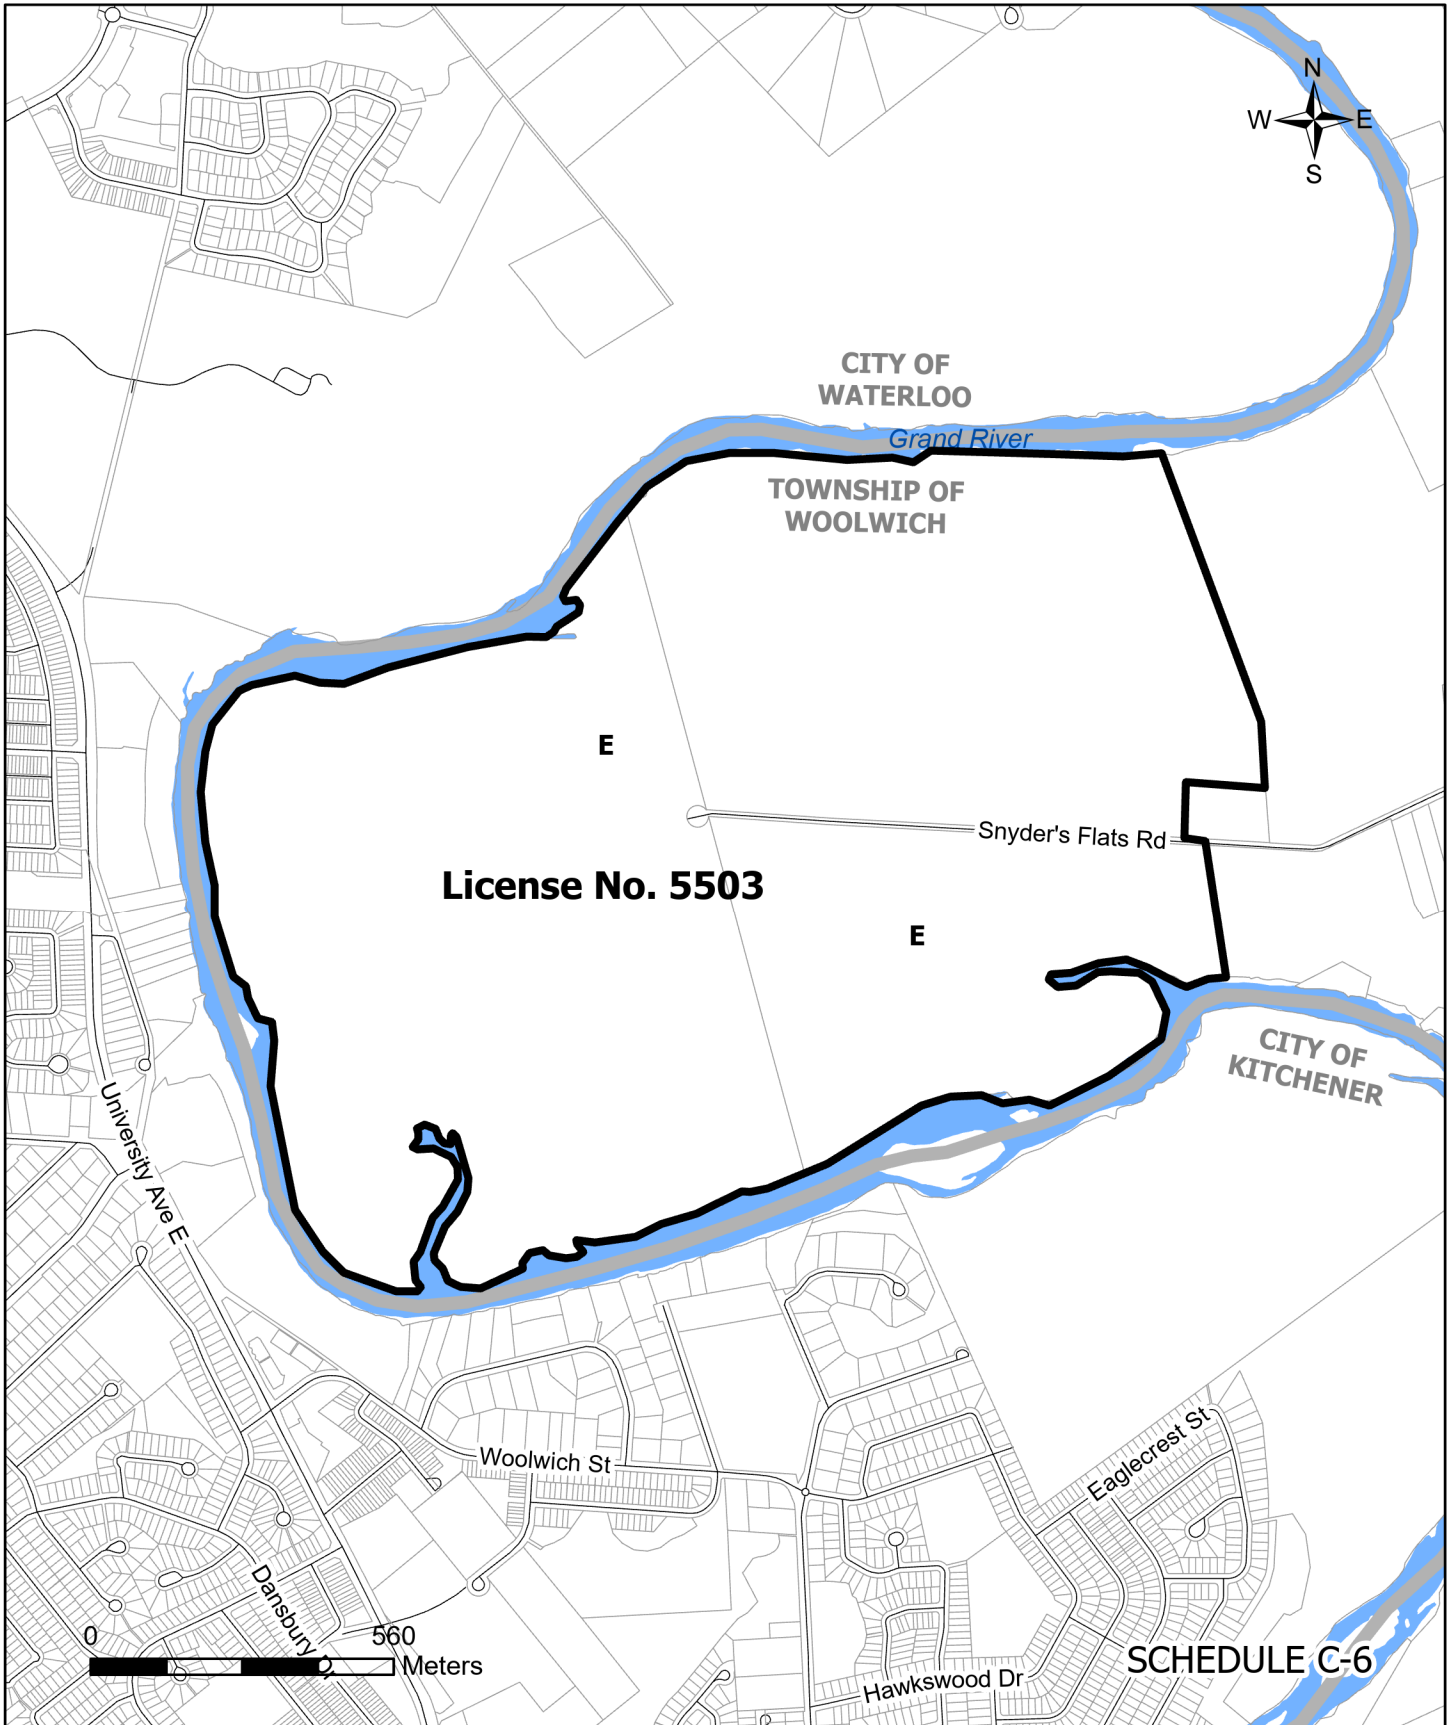 N
W
E
S
CITY OF
WATERLOO
Grand River
TOWNSHIP OF
WOOLWICH
E
Snyder's Flats Rd
License No. 5503
E
CITY OF
KITCHENER
University Ave E
Woolwich St
Eaglecrest St
Dansbury Dr
0
560
Meters
SCHEDULE C-6
Hawkswood Dr